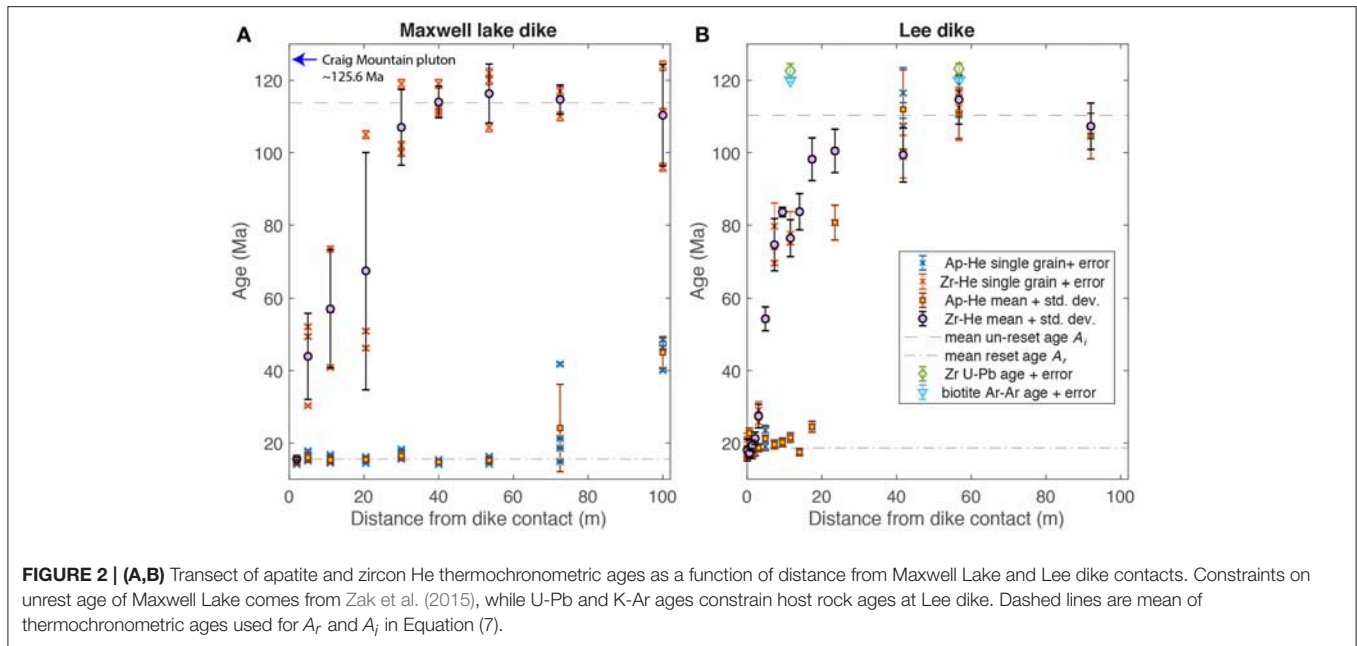 A
Maxwell lake dike
Craig Mountain pluton
~125.6 Ma
120
100
80
60
40
20
Age (Ma)
0
20
40
60
80
100
Distance from dike contact (m)
B
Lee dike
120
100
80
60
40
20
Age (Ma)
Ap-He single grain+ error
Zr-He single grain + error
Ap-He mean + std. dev.
Zr-He mean + std. dev.
mean un-reset age Ai
mean reset age Ar
Zr U-Pb age + error
biotite Ar-Ar age + error
0
20
40
60
80
100
Distance from dike contact (m)
FIGURE 2 | (A,B) Transect of apatite and zircon He thermochronometric ages as a function of distance from Maxwell Lake and Lee dike contacts. Constraints on
unrest age of Maxwell Lake comes from Zak et al. (2015), while U-Pb and K-Ar ages constrain host rock ages at Lee dike. Dashed lines are mean of
thermochronometric ages used for Ar and Ai in Equation (7).